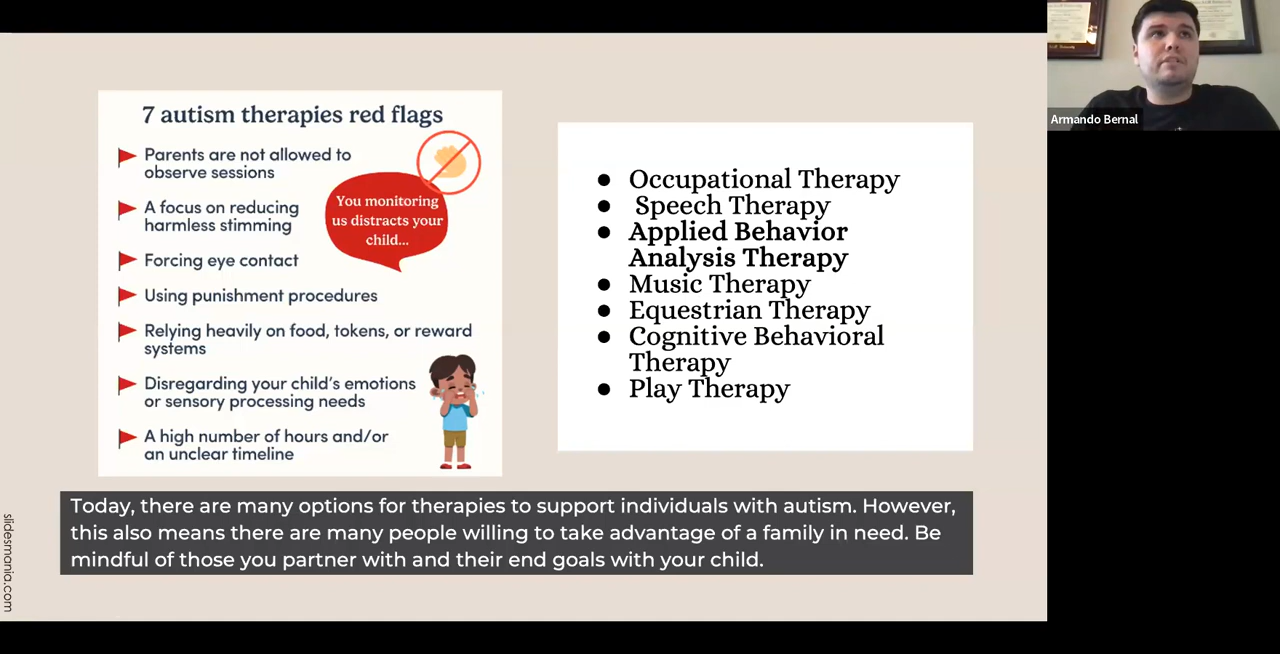 7 autism therapies red flags
Parents are not allowed to
observe sessions
A focus on reducing
harmless stimming
Forcing eye contact
Using punishment procedures
Relying heavily on food, tokens, or reward
systems
Disregarding your child's emotions
or sensory processing needs
A high number of hours and/or
an unclear timeline
You monitoring
us distracts your
child...
● Occupational Therapy
● Speech Therapy
● Applied Behavior
Analysis Therapy
● Music Therapy
● Equestrian Therapy
● Cognitive Behavioral
Therapy
● Play Therapy
Today, there are many options for therapies to support individuals with autism. However,
this also means there are many people willing to take advantage of a family in need. Be
mindful of those you partner with and their end goals with your child.
slidesmania.com
Armando Bernal